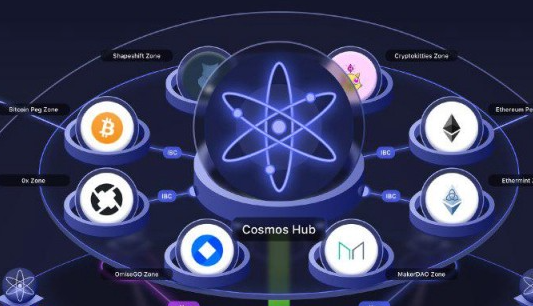 Shapeshift Zone
Cryptokitties Zone
Bitcoin Peg Zone
Ethereum Pe
IBC
IBC
0x Zone
Ethermint Z
IBC
IBC
Cosmos Hub
OmiseGO Zone
MakerDAO Zone